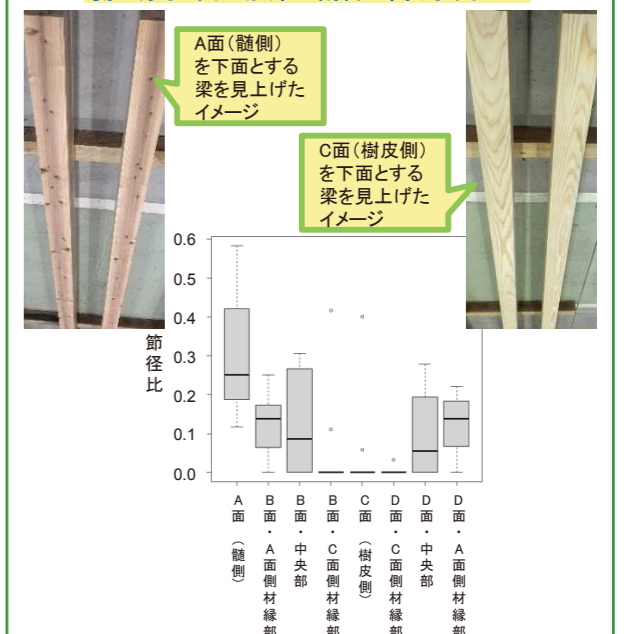 A面(髄側)
を下面とする
梁を見上げた
イメージ
C面(樹皮側)
を下面とする
梁を見上げた
イメージ
節径比
0.6
0.5
0.4
0.3
0.2
0.1
0.0
A面(髄側)
B面・A面側材縁部
B面・中央部
B面・C面側材縁部
C面(樹皮側)
D面・C面側材縁部
D面・中央部
D面・A面側材縁部